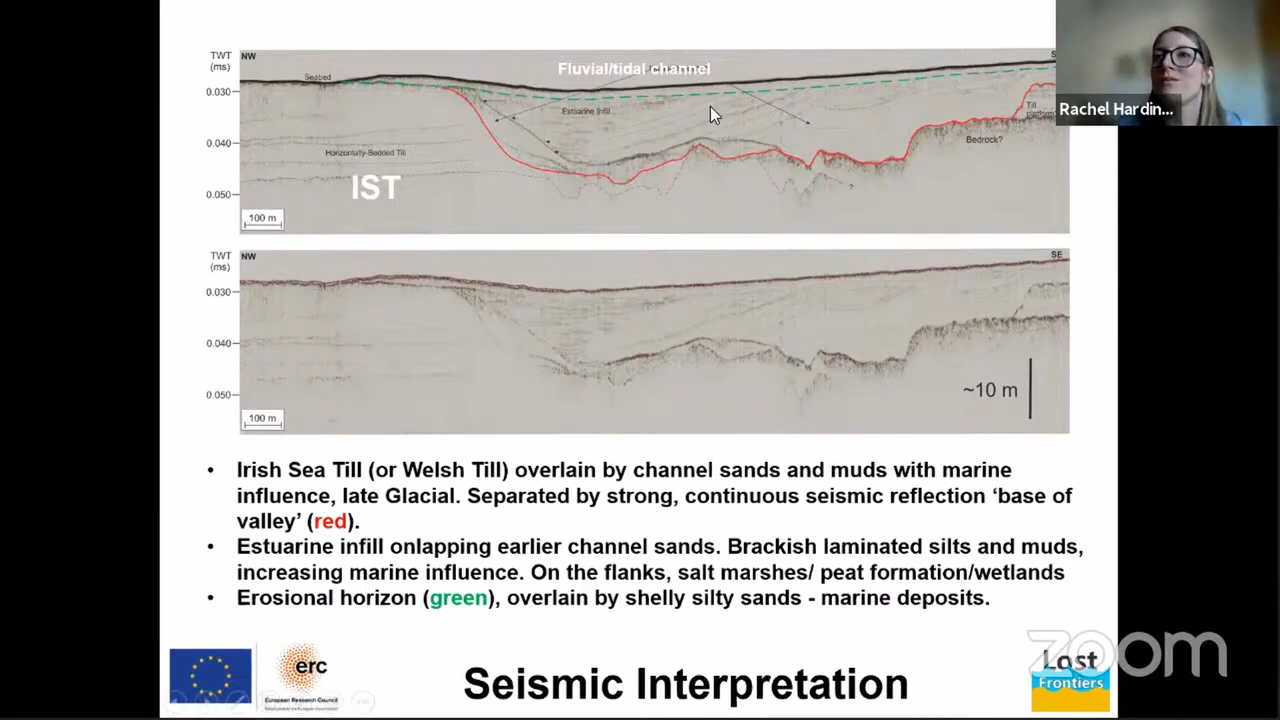 TWT
(ms)
NW
Seabed
Fluvial/tidal channel
0.030
Estuarine Infill
Till
Rachel Hardin...
0.040
Horizontally-Bedded Till
Bedrock?
IST
0.050
?
100 m
TWT
(ms)
NW
SE
0.030
0.040
0.050
~10 m
100 m
• Irish Sea Till (or Welsh Till) overlain by channel sands and muds with marine
influence, late Glacial. Separated by strong, continuous seismic reflection ‘base of
valley’ (red).
• Estuarine infill onlapping earlier channel sands. Brackish laminated silts and muds,
increasing marine influence. On the flanks, salt marshes/ peat formation/wetlands
• Erosional horizon (green), overlain by shelly silty sands - marine deposits.
erc
European Research Council
Seismic Interpretation
Lost
Frontiers
zoom